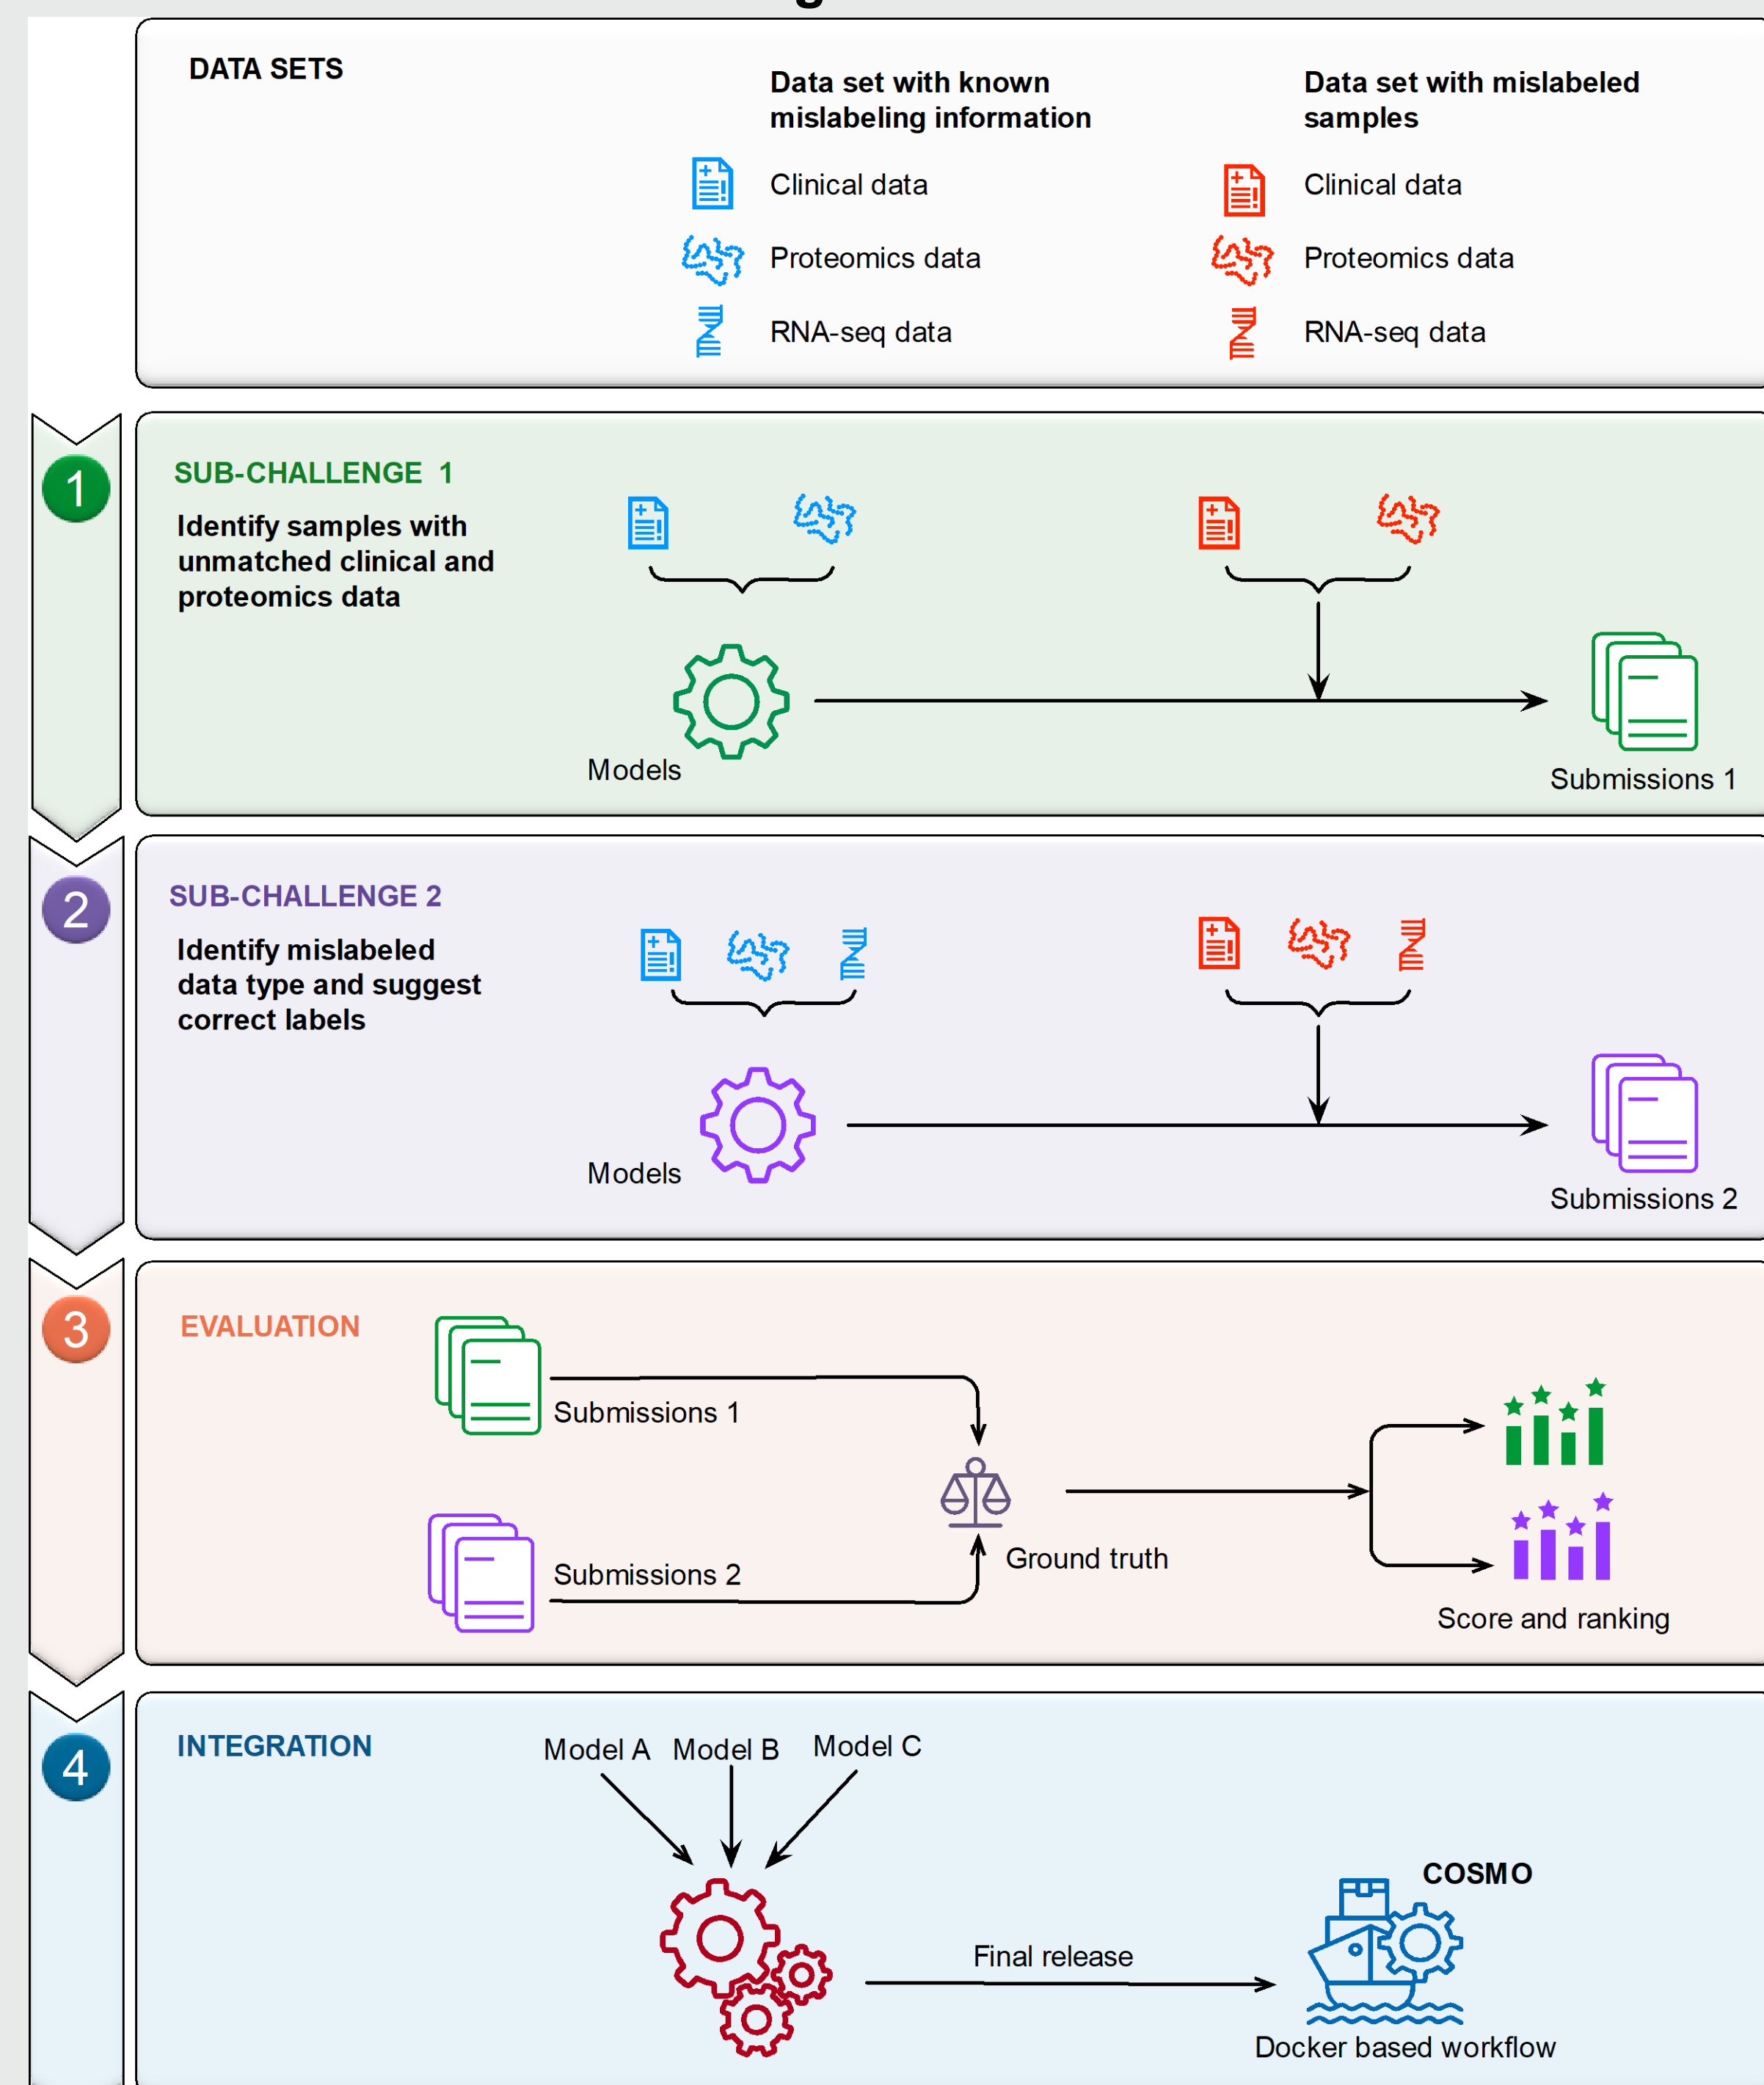 DATA SETS
Data set with known
mislabeling information
Clinical data
Proteomics data
RNA-seq data
Data set with mislabeled
samples
Clinical data
Proteomics data
RNA-seq data
1
SUB-CHALLENGE 1
Identify samples with
unmatched clinical and
proteomics data
Models
Submissions 1
2
SUB-CHALLENGE 2
Identify mislabeled
data type and suggest
correct labels
Models
Submissions 2
3
EVALUATION
Submissions 1
Submissions 2
Ground truth
Score and ranking
4
INTEGRATION
Model A Model B Model C
Final release
COSMO
Docker based workflow